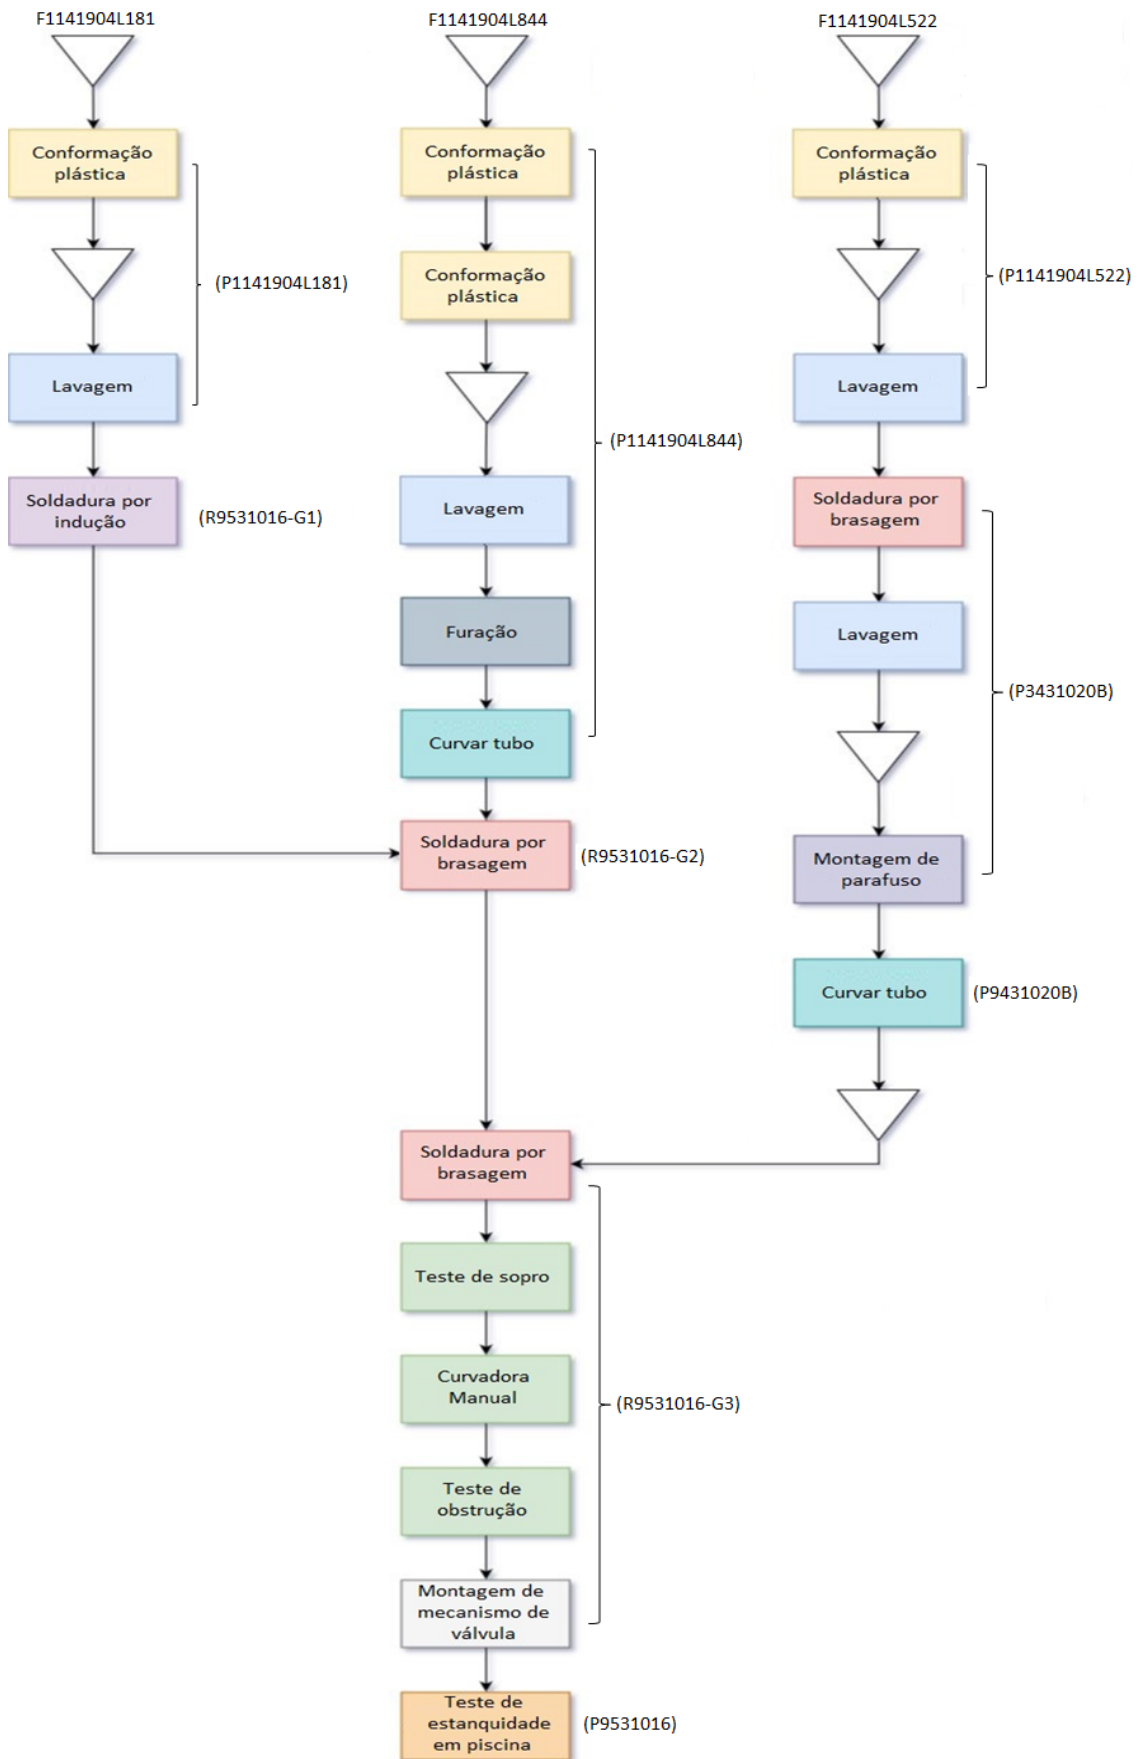 F1141904L181
F1141904L844
F1141904L522
Conformação
plástica
Conformação
plástica
Conformação
plástica
(P1141904L181)
Conformação
plástica
(P1141904L522)
Lavagem
Lavagem
(P1141904L844)
Soldadura por
indução
(R9531016-G1)
Lavagem
Soldadura por
brasagem
Furação
Lavagem
(P3431020B)
Curvar tubo
Soldadura por
brasagem
(R9531016-G2)
Montagem de
parafuso
Curvar tubo
(P9431020B)
Soldadura por
brasagem
Teste de sopro
Curvadora
Manual
(R9531016-G3)
Teste de
obstrução
Montagem de
mecanismo de
válvula
Teste de
estanquidade
em piscina
(P9531016)